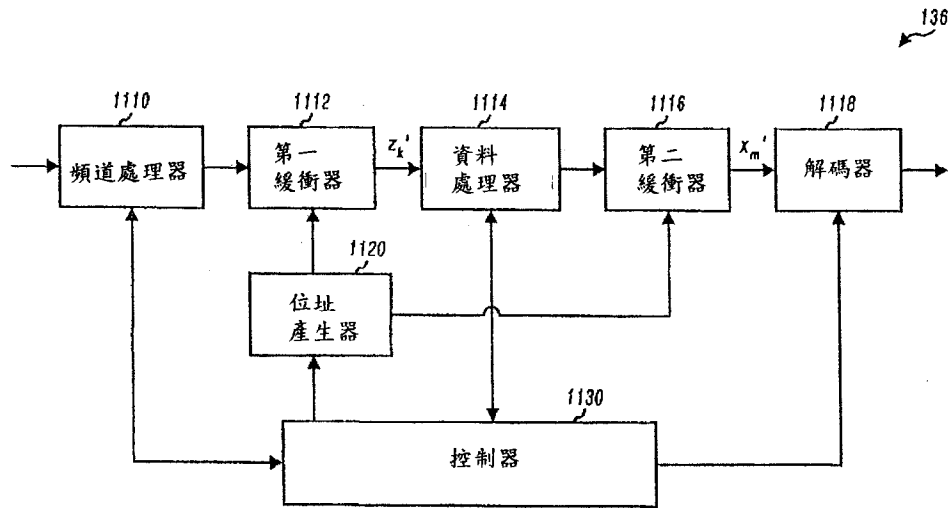 136
1110
1112
1114
1116
1118
頻道處理器
第一
緩衝器
z_k'
資料
處理器
第二
緩衝器
x_m'
解碼器
1120
位址
產生器
1130
控制器